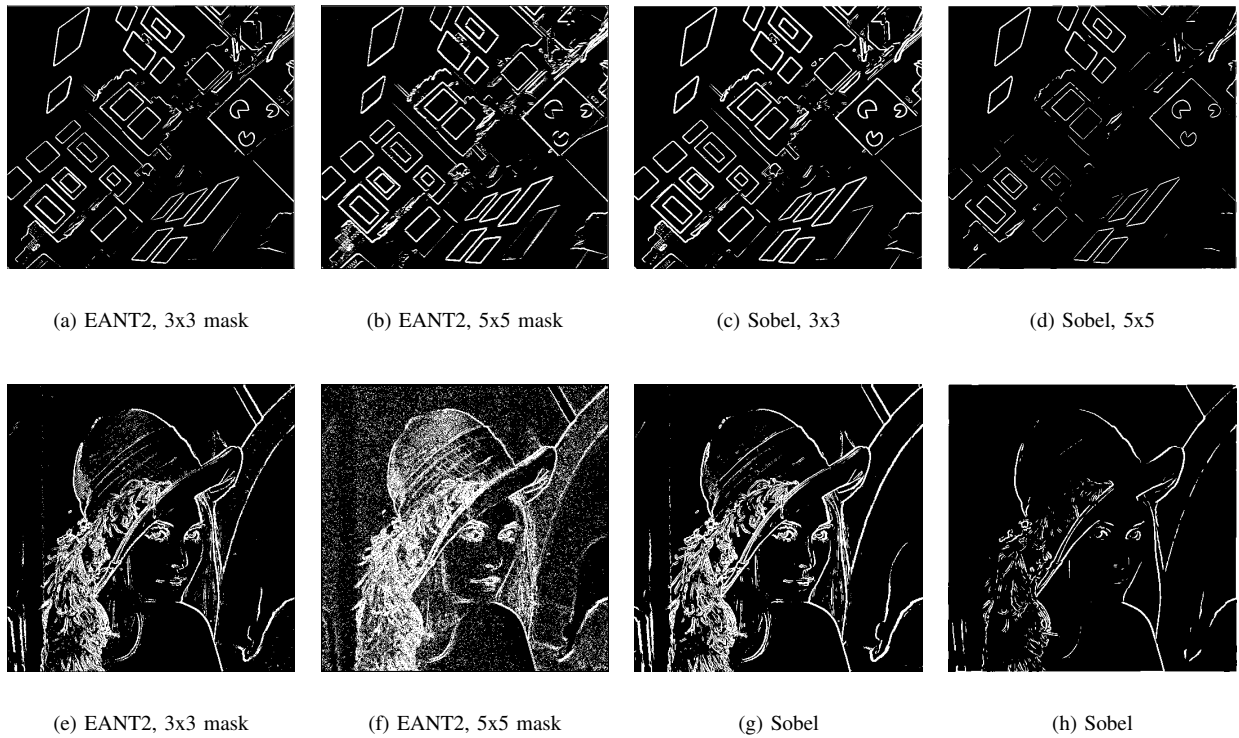 (a) EANT2, 3x3 mask
(b) EANT2, 5x5 mask
(c) Sobel, 3x3
(d) Sobel, 5x5
(e) EANT2, 3x3 mask
(f) EANT2, 5x5 mask
(g) Sobel
(h) Sobel